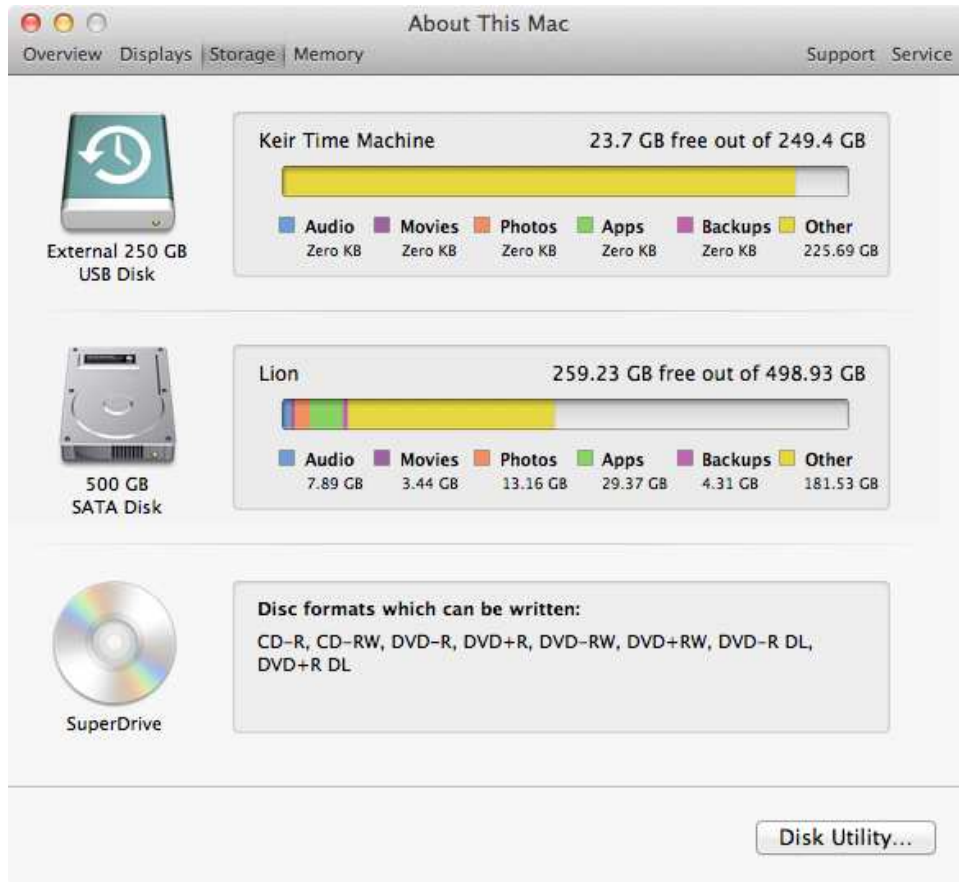 About This Mac
Overview Displays Storage Memory Support Service
Keir Time Machine 23.7 GB free out of 249.4 GB
Audio Movies Photos Apps Backups Other
Zero KB Zero KB Zero KB Zero KB Zero KB 225.69 GB
External 250 GB
USB Disk
Lion 259.23 GB free out of 498.93 GB
Audio Movies Photos Apps Backups Other
7.89 GB 3.44 GB 13.16 GB 29.37 GB 4.31 GB 181.53 GB
500 GB
SATA Disk
Disc formats which can be written:
CD-R, CD-RW, DVD-R, DVD+R, DVD-RW, DVD+RW, DVD-R DL,
DVD+R DL
SuperDrive
Disk Utility...